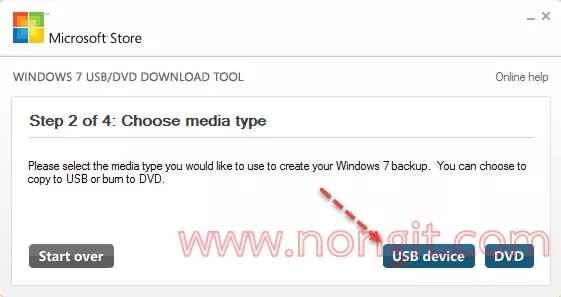 Microsoft Store
WINDOWS 7 USB/DVD DOWNLOAD TOOL
Online help
Step 2 of 4: Choose media type
Please select the media type you would like to use to create your Windows 7 backup. You can choose to
copy to USB or burn to DVD.
www.nongit.com
Start over
USB device
DVD